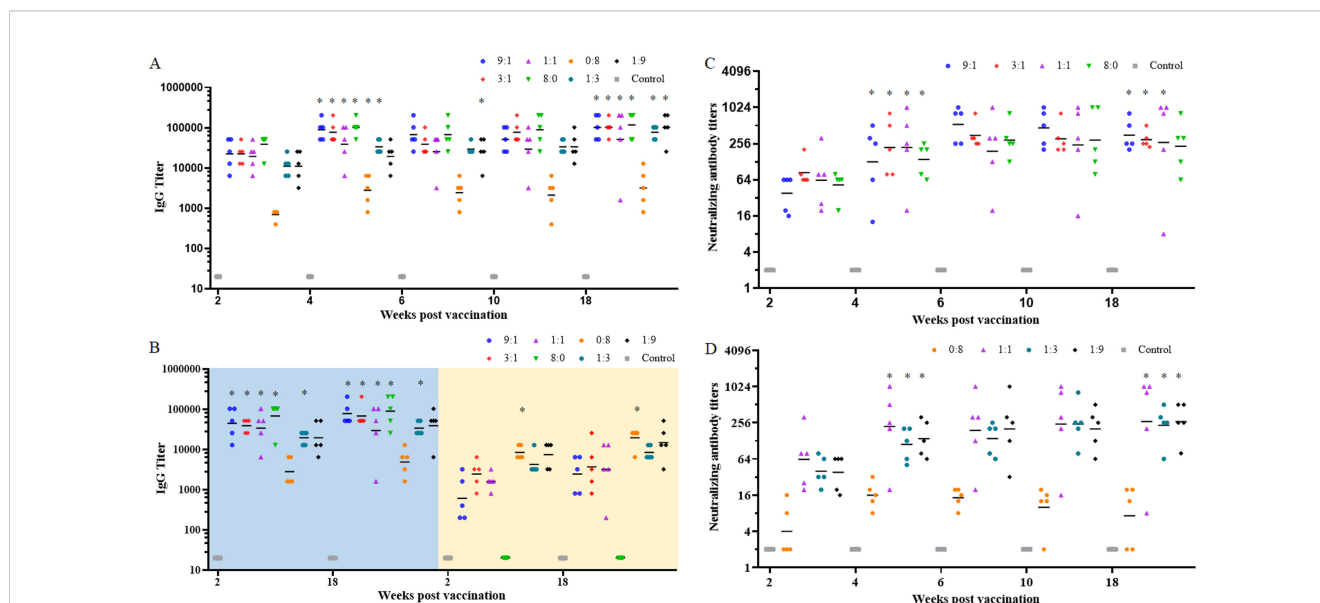 A
9:1 1:1 0:8 1:9
3:1 8:0 1:3 Control
* * * * * * * * * * * * *
IgG Titer
1000000
100000
10000
1000
100
10
2 4 6 10 18
Weeks post vaccination
B
9:1 1:1 0:8 1:9
3:1 8:0 1:3 Control
* * * * * * * * * * * *
IgG Titer
1000000
100000
10000
1000
100
10
2 18 2 18
Weeks post vaccination
C
9:1 3:1 1:1 8:0 Control
* * * * * * *
Neutralizing antibody titers
4096
1024
256
64
16
4
1
2 4 6 10 18
Weeks post vaccination
D
0:8 1:1 1:3 1:9 Control
* * * * * *
Neutralizing antibody titers
4096
1024
256
64
16
4
1
2 4 6 10 18
Weeks post vaccination